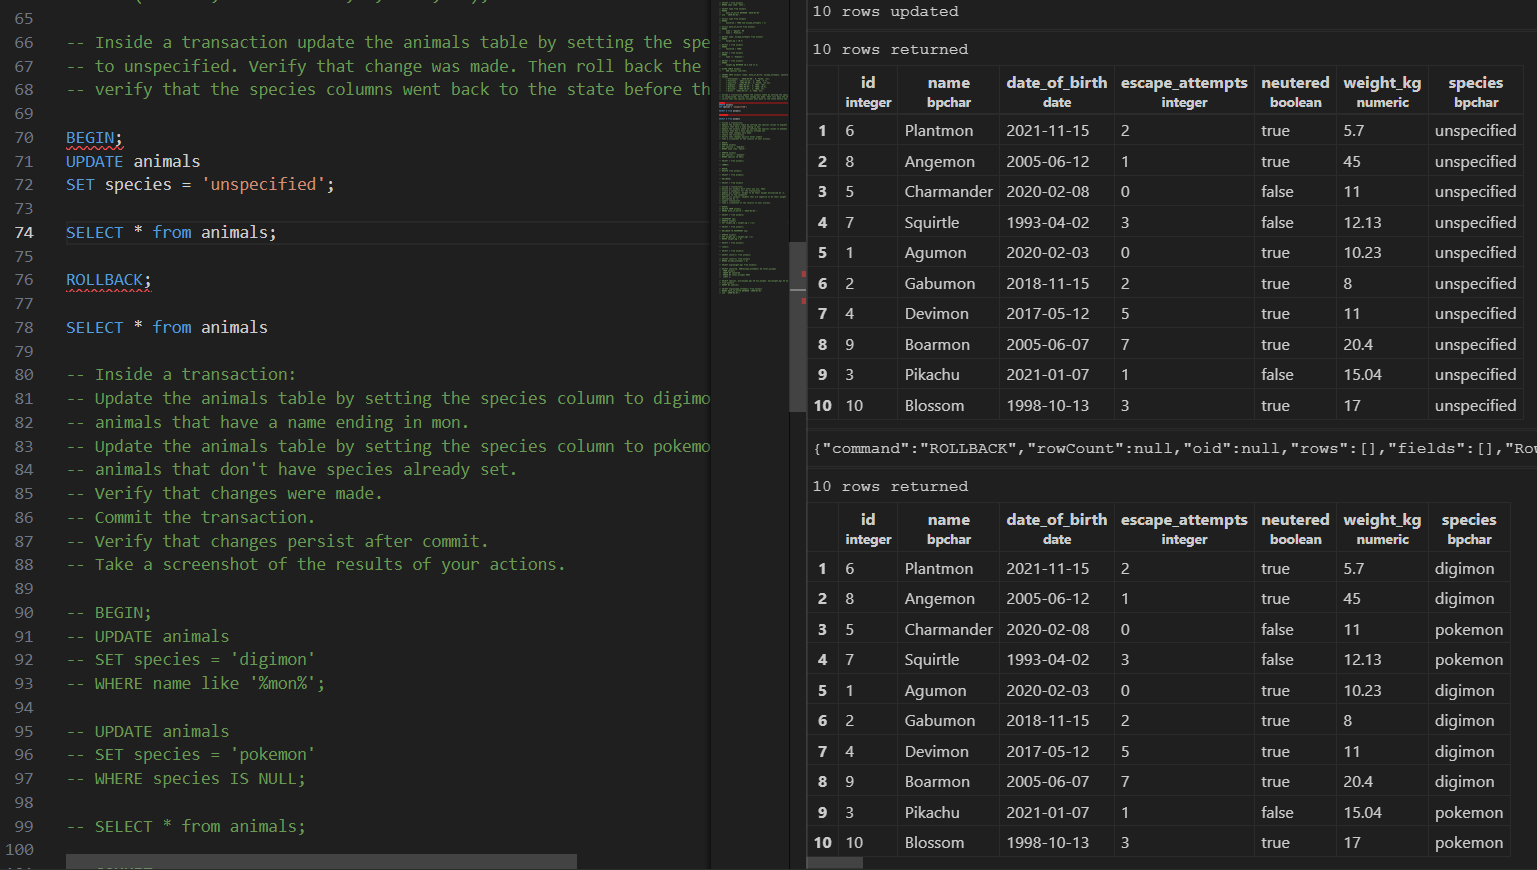 65
66 -- Inside a transaction update the animals table by setting the spe
67 -- to unspecified. Verify that change was made. Then roll back the
68 -- verify that the species columns went back to the state before th
69
70 BEGIN;
71 UPDATE animals
72 SET species = 'unspecified';
73
74 SELECT * from animals;
75
76 ROLLBACK;
77
78 SELECT * from animals
79
80 -- Inside a transaction:
81 -- Update the animals table by setting the species column to digimo
82 -- animals that have a name ending in mon.
83 -- Update the animals table by setting the species column to pokemo
84 -- animals that don't have species already set.
85 -- Verify that changes were made.
86 -- Commit the transaction.
87 -- Verify that changes persist after commit.
88 -- Take a screenshot of the results of your actions.
89
90 -- BEGIN;
91 -- UPDATE animals
92 -- SET species = 'digimon'
93 -- WHERE name like '%mon%';
94
95 -- UPDATE animals
96 -- SET species = 'pokemon'
97 -- WHERE species IS NULL;
98
99 -- SELECT * from animals;
100
10 rows updated
10 rows returned
id name date_of_birth escape_attempts neutered weight_kg species
integer bpchar date integer boolean numeric bpchar
1 6 Plantmon 2021-11-15 2 true 5.7 unspecified
2 8 Angemon 2005-06-12 1 true 45 unspecified
3 5 Charmander 2020-02-08 0 false 11 unspecified
4 7 Squirtle 1993-04-02 3 false 12.13 unspecified
5 1 Agumon 2020-02-03 0 true 10.23 unspecified
6 2 Gabumon 2018-11-15 2 true 8 unspecified
7 4 Devimon 2017-05-12 5 true 11 unspecified
8 9 Boarmon 2005-06-07 7 true 20.4 unspecified
9 3 Pikachu 2021-01-07 1 false 15.04 unspecified
10 10 Blossom 1998-10-13 3 true 17 unspecified
{"command":"ROLLBACK","rowCount":null,"oid":null,"rows":[],"fields":[],"Row
10 rows returned
id name date_of_birth escape_attempts neutered weight_kg species
integer bpchar date integer boolean numeric bpchar
1 6 Plantmon 2021-11-15 2 true 5.7 digimon
2 8 Angemon 2005-06-12 1 true 45 digimon
3 5 Charmander 2020-02-08 0 false 11 pokemon
4 7 Squirtle 1993-04-02 3 false 12.13 pokemon
5 1 Agumon 2020-02-03 0 true 10.23 digimon
6 2 Gabumon 2018-11-15 2 true 8 digimon
7 4 Devimon 2017-05-12 5 true 11 digimon
8 9 Boarmon 2005-06-07 7 true 20.4 digimon
9 3 Pikachu 2021-01-07 1 false 15.04 pokemon
10 10 Blossom 1998-10-13 3 true 17 pokemon